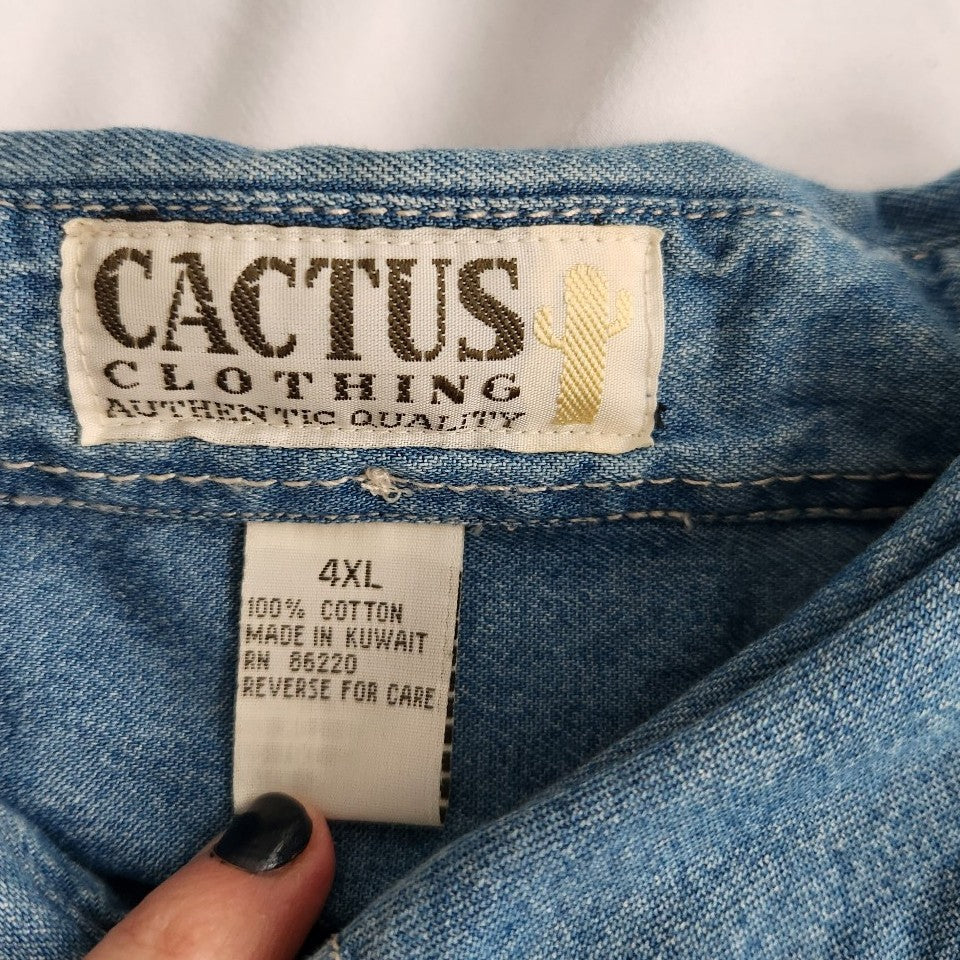 CACTUS
CLOTHING
AUTHENTIC QUALITY
4XL
100% COTTON
MADE IN KUWAIT
RN 86220
REVERSE FOR CARE